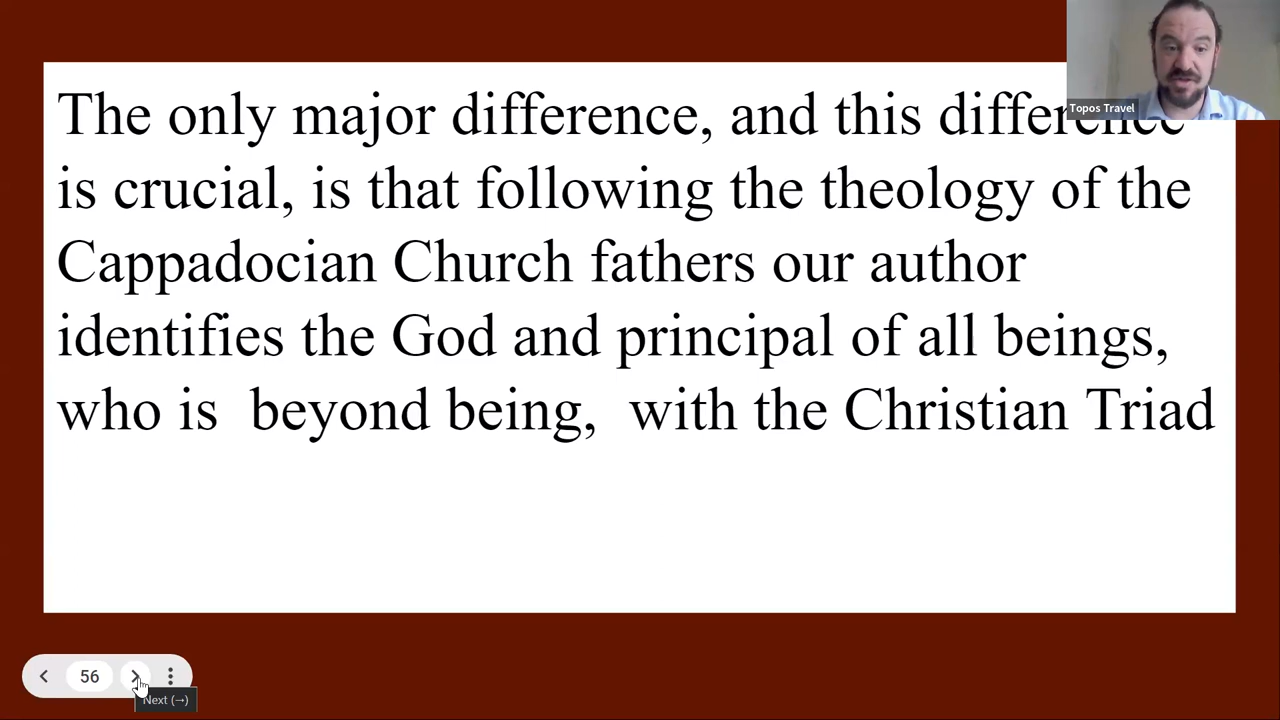 Topos Travel
The only major difference, and this difference
is crucial, is that following the theology of the
Cappadocian Church fathers our author
identifies the God and principal of all beings,
who is beyond being, with the Christian Triad
56
Next (→)